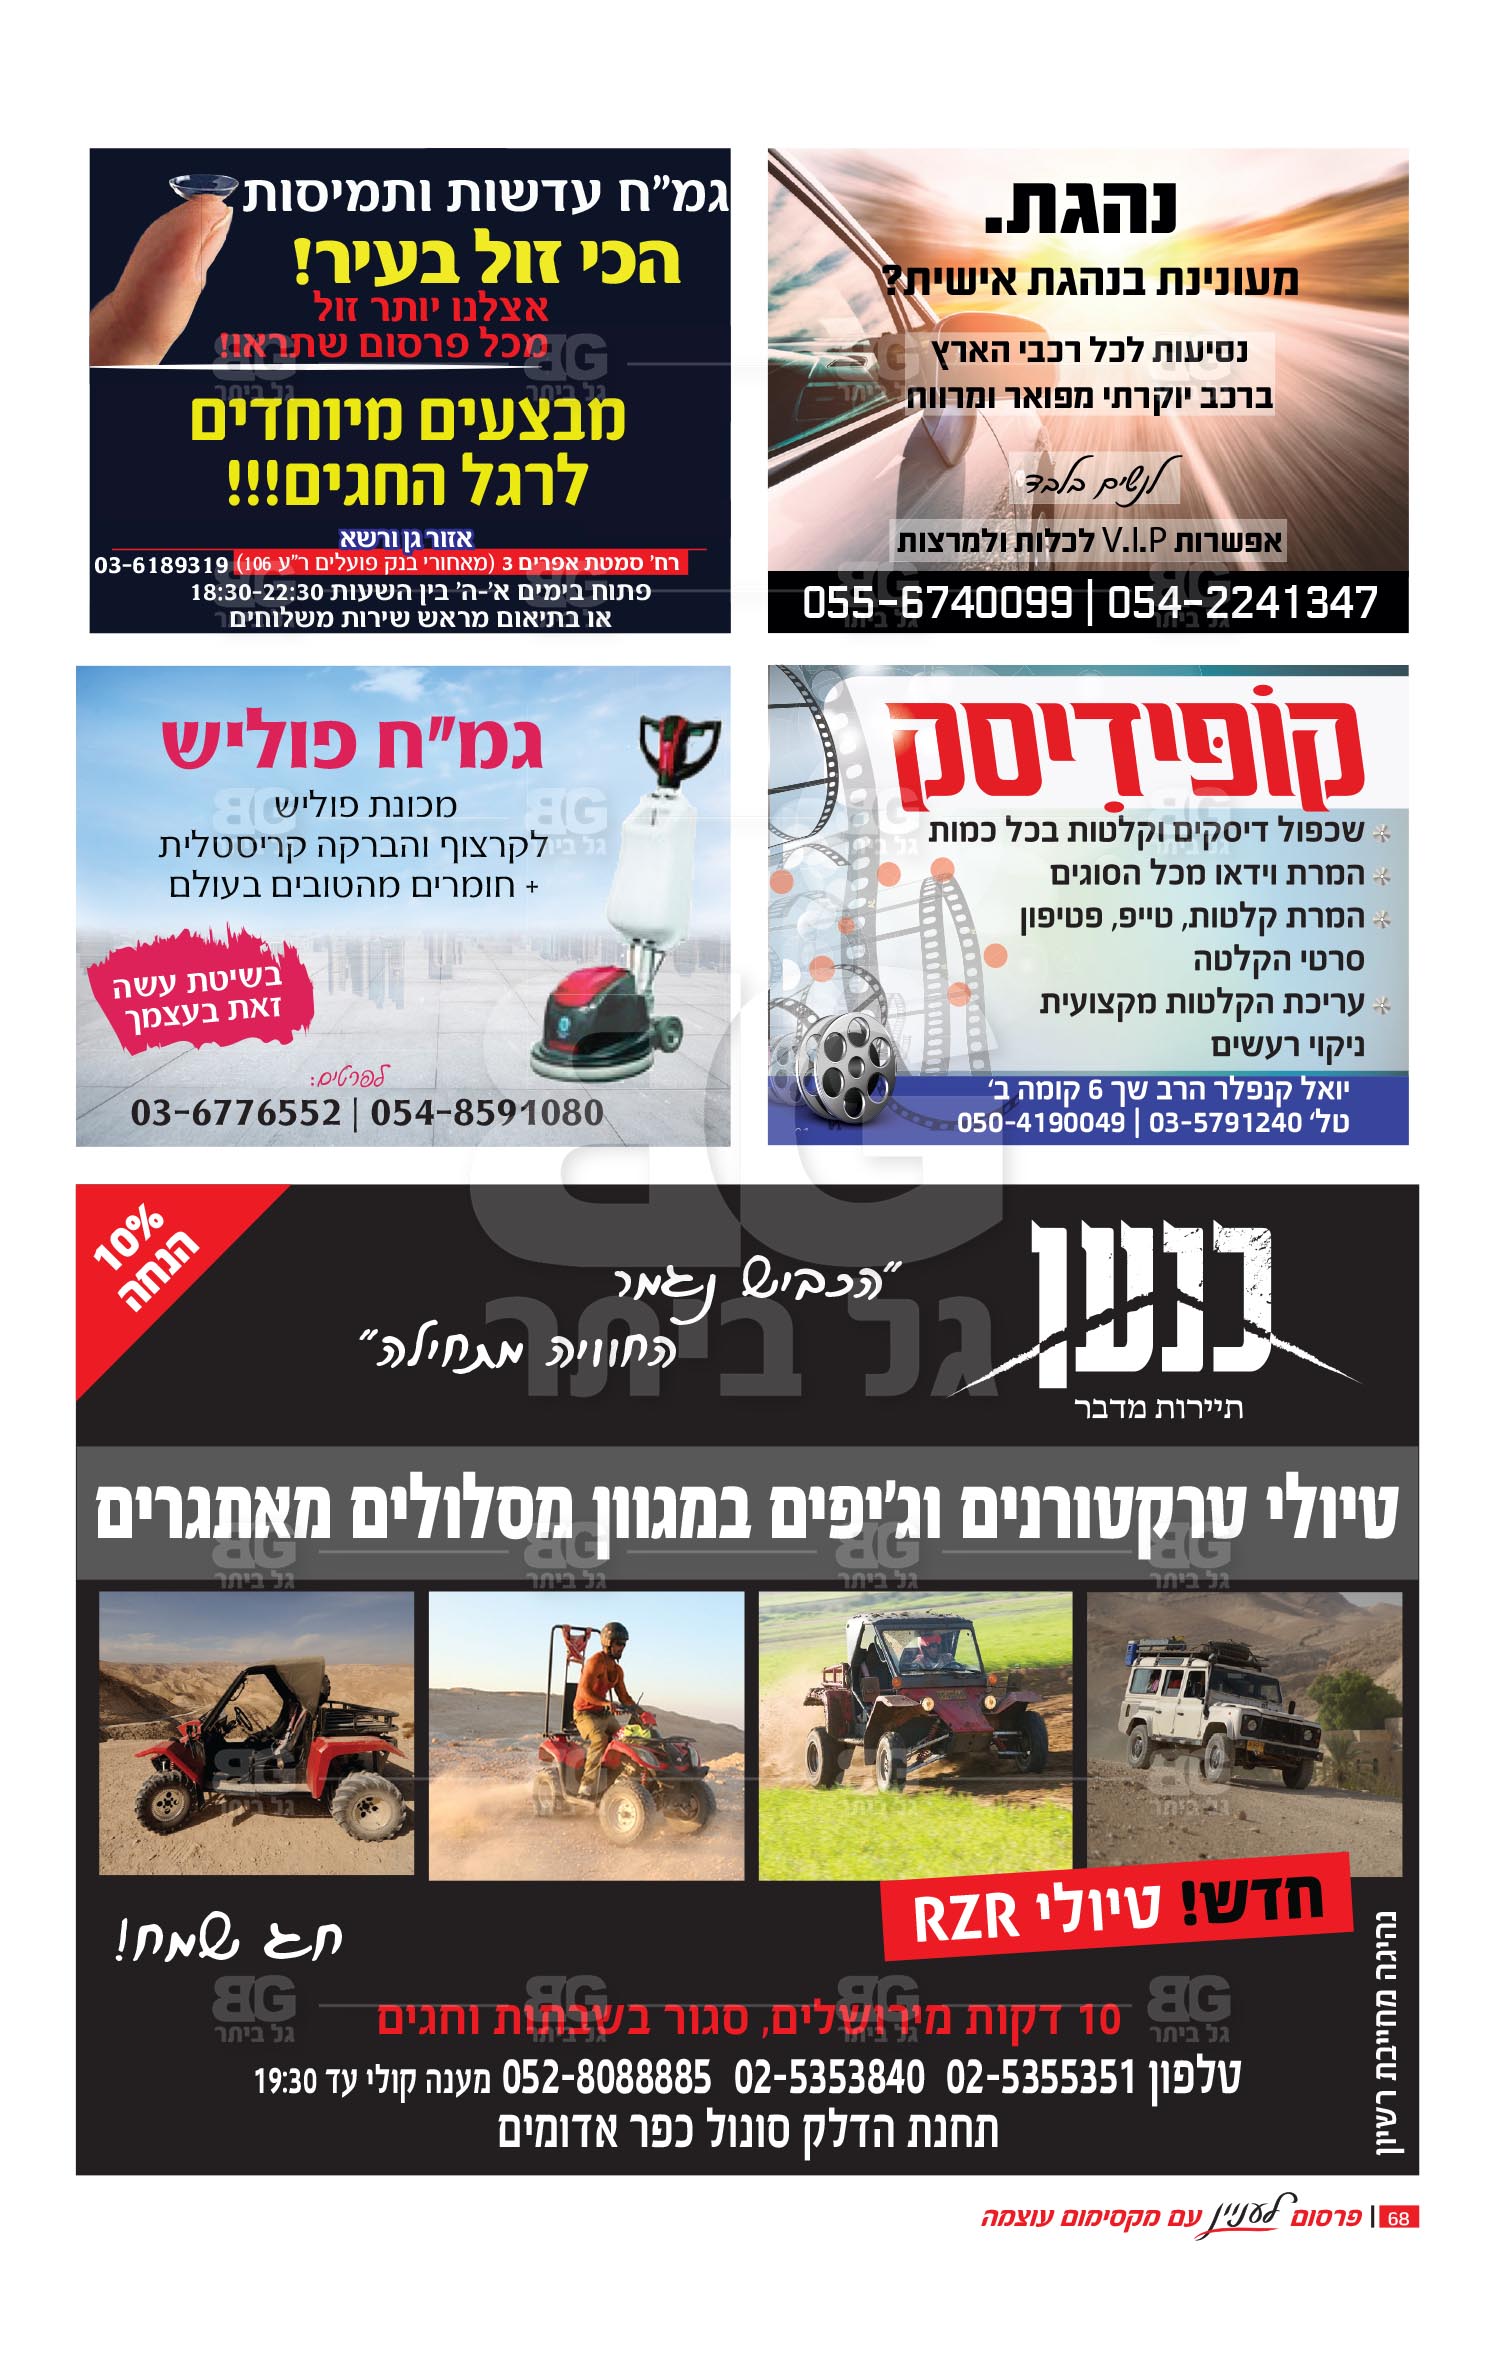 נהגת.
מעונינת בנהגת אישית?
נסיעות לכל רכבי הארץ
ברכב יוקרתי מפואר ומרווח
לנשים בלבד
אפשרות V.I.P לכלות ולמרצות
055-6740099 | 054-2241347
גמ"ח עדשות ותמיסות
הכי זול בעיר!
אצלנו יותר זול
מכל פרסום שתראו!!
מבצעים מיוחדים
לרגל החגים!!!
אזור גן ורשא
רח' סמטת אפרים 3 (מאחורי בנק פועלים ר"ע 106) 03-6189319
פתוח בימים א'-ה' בין השעות 18:30-22:30
או בתיאום מראש שירות משלוחים
קוֹפּידִיסק
שכפול דיסקים וקלטות בכל כמות
המרת וידאו מכל הסוגים
המרת קלטות, טייפ, פטיפון
סרטי הקלטה
עריכת הקלטות מקצועית
ניקוי רעשים
יואל קנפלר הרב שך 6 קומה ב'
טל' 03-5791240 | 050-4190049
גמ"ח פוליש
מכונת פוליש
לקרצוף והברקה קריסטלית
+ חומרים מהטובים בעולם
בשיטת עשה
זאת בעצמך
לפרטים:
03-6776552 | 054-8591080
כנען
תיירות מדבר
"הכביש נגמר
החוויה מתחילה"
10%
הנחה
טיולי טרקטורנים וג'יפים במגוון מסלולים מאתגרים
חדש! טיולי RZR
חג שמח!
נהיגה מחייבת רשיון
10 דקות מירושלים, סגור בשבתות וחגים
טלפון 02-5355351 02-5353840 052-8088885 מענה קולי עד 19:30
תחנת הדלק סונול כפר אדומים
68 | פרסום לעניין עם מקסימום עוצמה
BG
גל ביתר